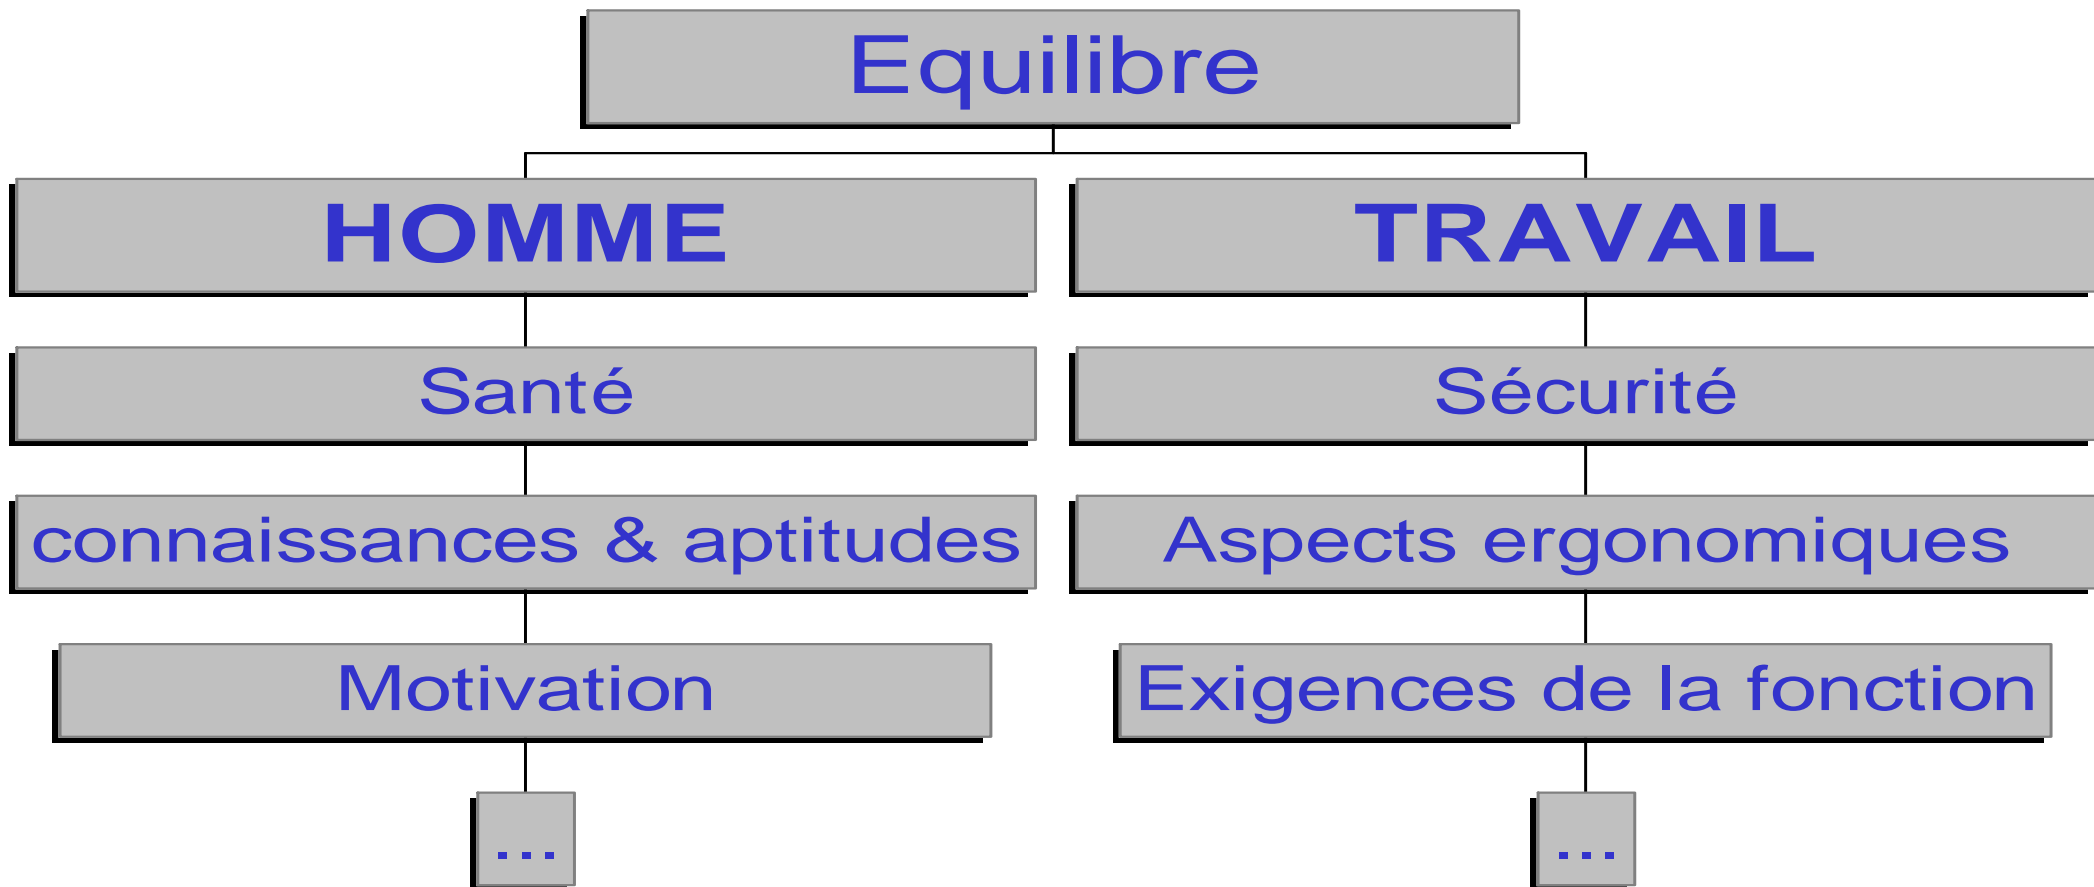 Equilibre
HOMME
TRAVAIL
Santé
Sécurité
connaissances & aptitudes
Aspects ergonomiques
Motivation
Exigences de la fonction
...
...